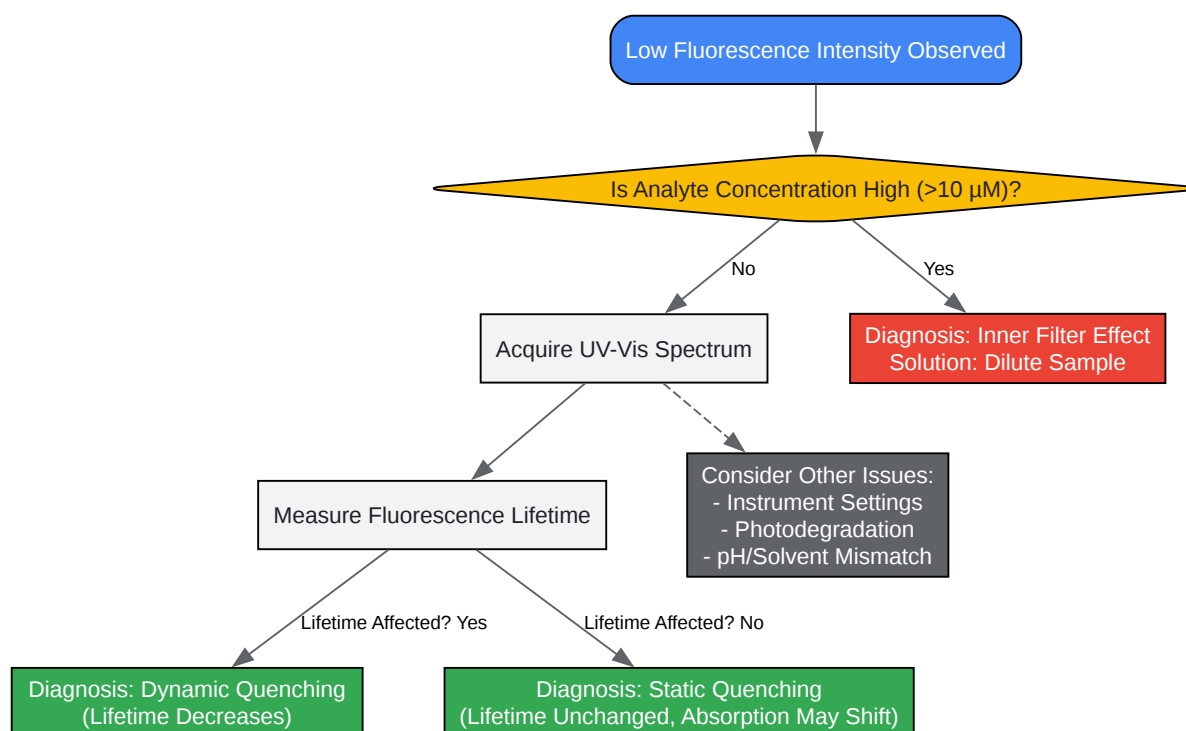 Low Fluorescence Intensity Observed
Is Analyte Concentration High (>10 µM)?
No
Yes
Acquire UV-Vis Spectrum
Diagnosis: Inner Filter Effect
Solution: Dilute Sample
Measure Fluorescence Lifetime
Consider Other Issues:
- Instrument Settings
- Photodegradation
- pH/Solvent Mismatch
Lifetime Affected? Yes
Lifetime Affected? No
Diagnosis: Dynamic Quenching
(Lifetime Decreases)
Diagnosis: Static Quenching
(Lifetime Unchanged, Absorption May Shift)